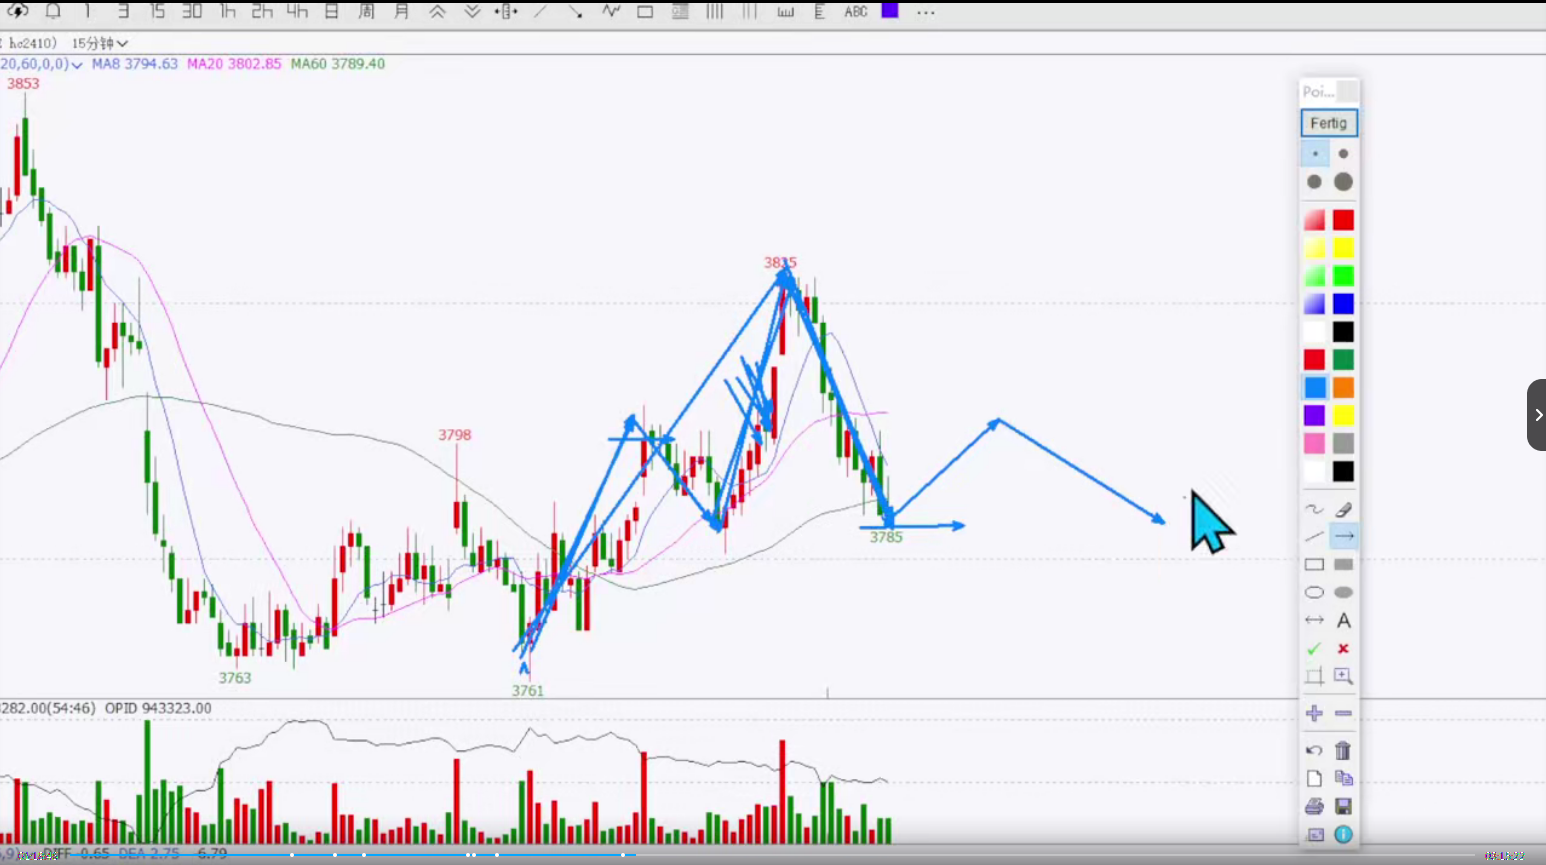 1 3 15 30 1h 2h 4h 日 周 月 ABC ...
hc2410) 15分钟
20,60,0,0) MA8 3794.63 MA20 3802.85 MA60 3789.40
3853
Poi...
Fertig
3798
3785
A
3763
3761
282.00(54:46) OPID 943323.00
,9) DIFF -0.65 DEA 2.75 -6.79